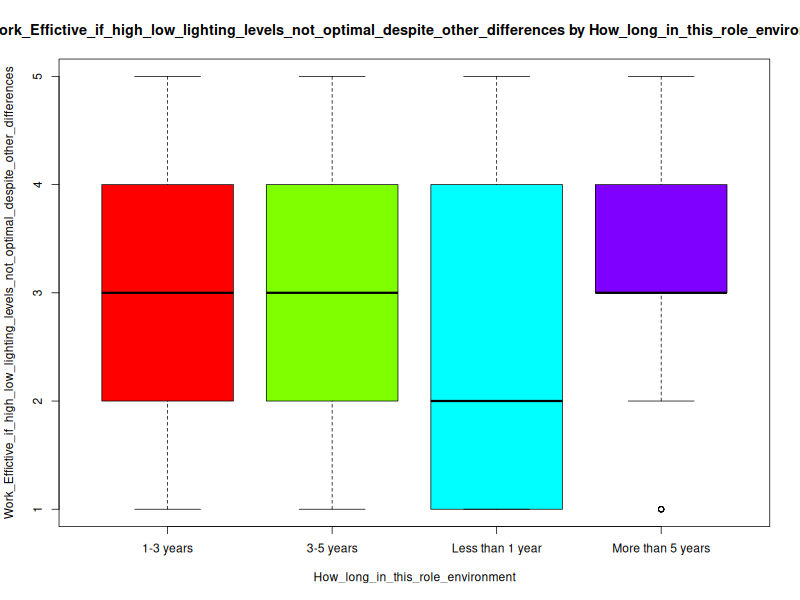 ork_Effictive_if_high_low_lighting_levels_not_optimal_despite_other_differences by How_long_in_this_role_enviro
Work_Effictive_if_high_low_lighting_levels_not_optimal_despite_other_differences
5
4
3
2
1
1-3 years
3-5 years
Less than 1 year
More than 5 years
How_long_in_this_role_environment